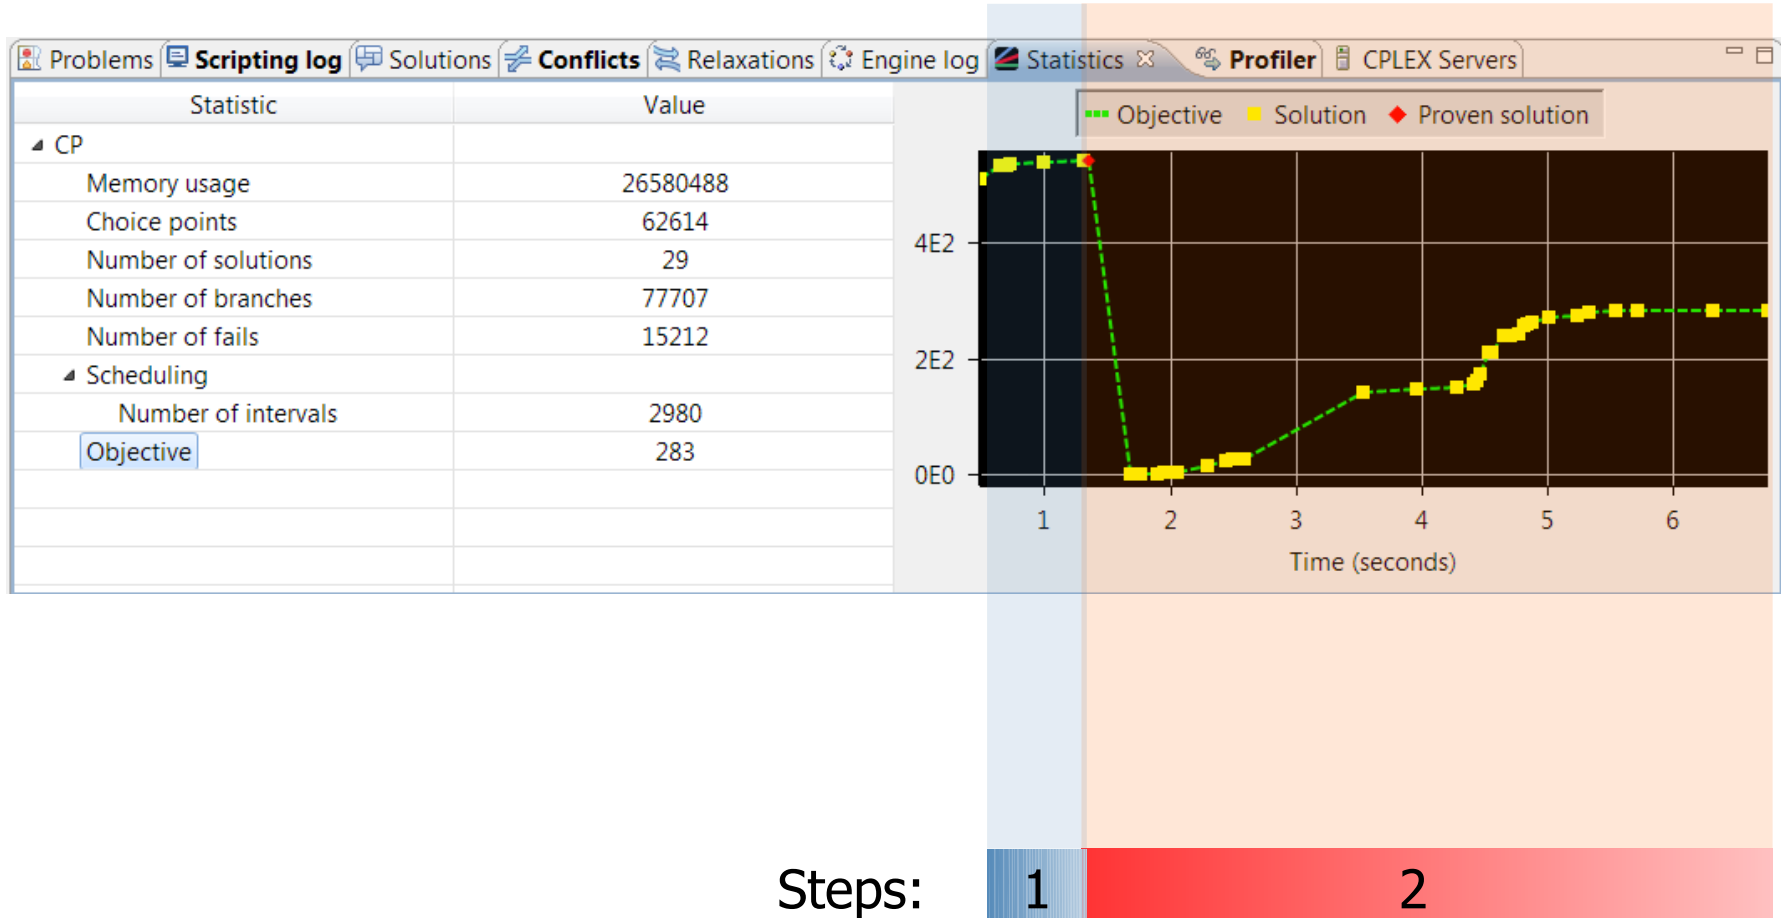 Problems Scripting log Solutions Conflicts Relaxations Engine log Statistics Profiler CPLEX Servers
Statistic Value
CP
Memory usage 26580488
Choice points 62614
Number of solutions 29
Number of branches 77707
Number of fails 15212
Scheduling
Number of intervals 2980
Objective 283
Objective Solution Proven solution
4E2
2E2
0E0
1 2 3 4 5 6
Time (seconds)
Steps: 1 2